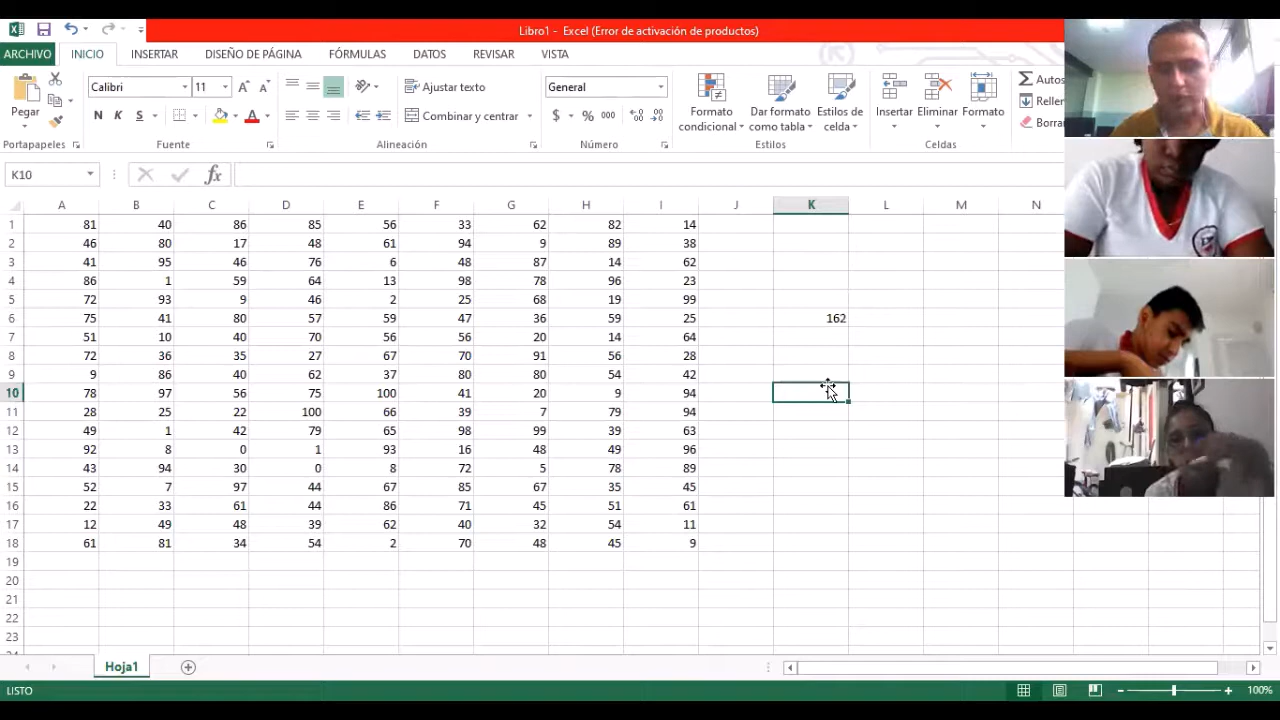 Libro1 - Excel (Error de activación de productos)
ARCHIVO INICIO INSERTAR DISEÑO DE PÁGINA FÓRMULAS DATOS REVISAR VISTA
Calibri 11 Ajustar texto General Autos
Pegar N K S Combinar y centrar $ % 000 Formato condicional Dar formato como tabla Estilos de celda Insertar Eliminar Formato Rellen
Borra
Portapapeles Fuente Alineación Número Estilos Celdas
K10 fx
A B C D E F G H I J K L M N
1 81 40 86 85 56 33 62 82 14
2 46 80 17 48 61 94 9 89 38
3 41 95 46 76 6 48 87 14 62
4 86 1 59 64 13 98 78 96 23
5 72 93 9 46 2 25 68 19 99
6 75 41 80 57 59 47 36 59 25 162
7 51 10 40 70 56 56 20 14 64
8 72 36 35 27 67 70 91 56 28
9 9 86 40 62 37 80 80 54 42
10 78 97 56 75 100 41 20 9 94
11 28 25 22 100 66 39 7 79 94
12 49 1 42 79 65 98 99 39 63
13 92 8 0 1 93 16 48 49 96
14 43 94 30 0 8 72 5 78 89
15 52 7 97 44 67 85 67 35 45
16 22 33 61 44 86 71 45 51 61
17 12 49 48 39 62 40 32 54 11
18 61 81 34 54 2 70 48 45 9
19
20
21
22
23
24
Hoja1
LISTO 100%